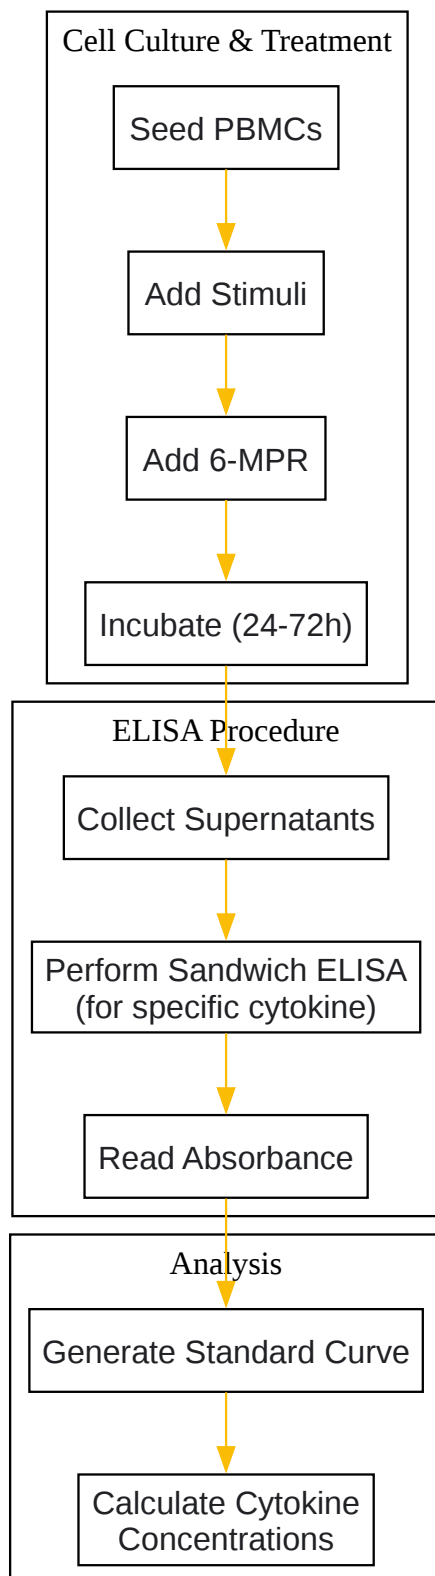 Cell Culture & Treatment
Seed PBMCs
Add Stimuli
Add 6-MPR
Incubate (24-72h)
ELISA Procedure
Collect Supernatants
Perform Sandwich ELISA
(for specific cytokine)
Read Absorbance
Analysis
Generate Standard Curve
Calculate Cytokine
Concentrations